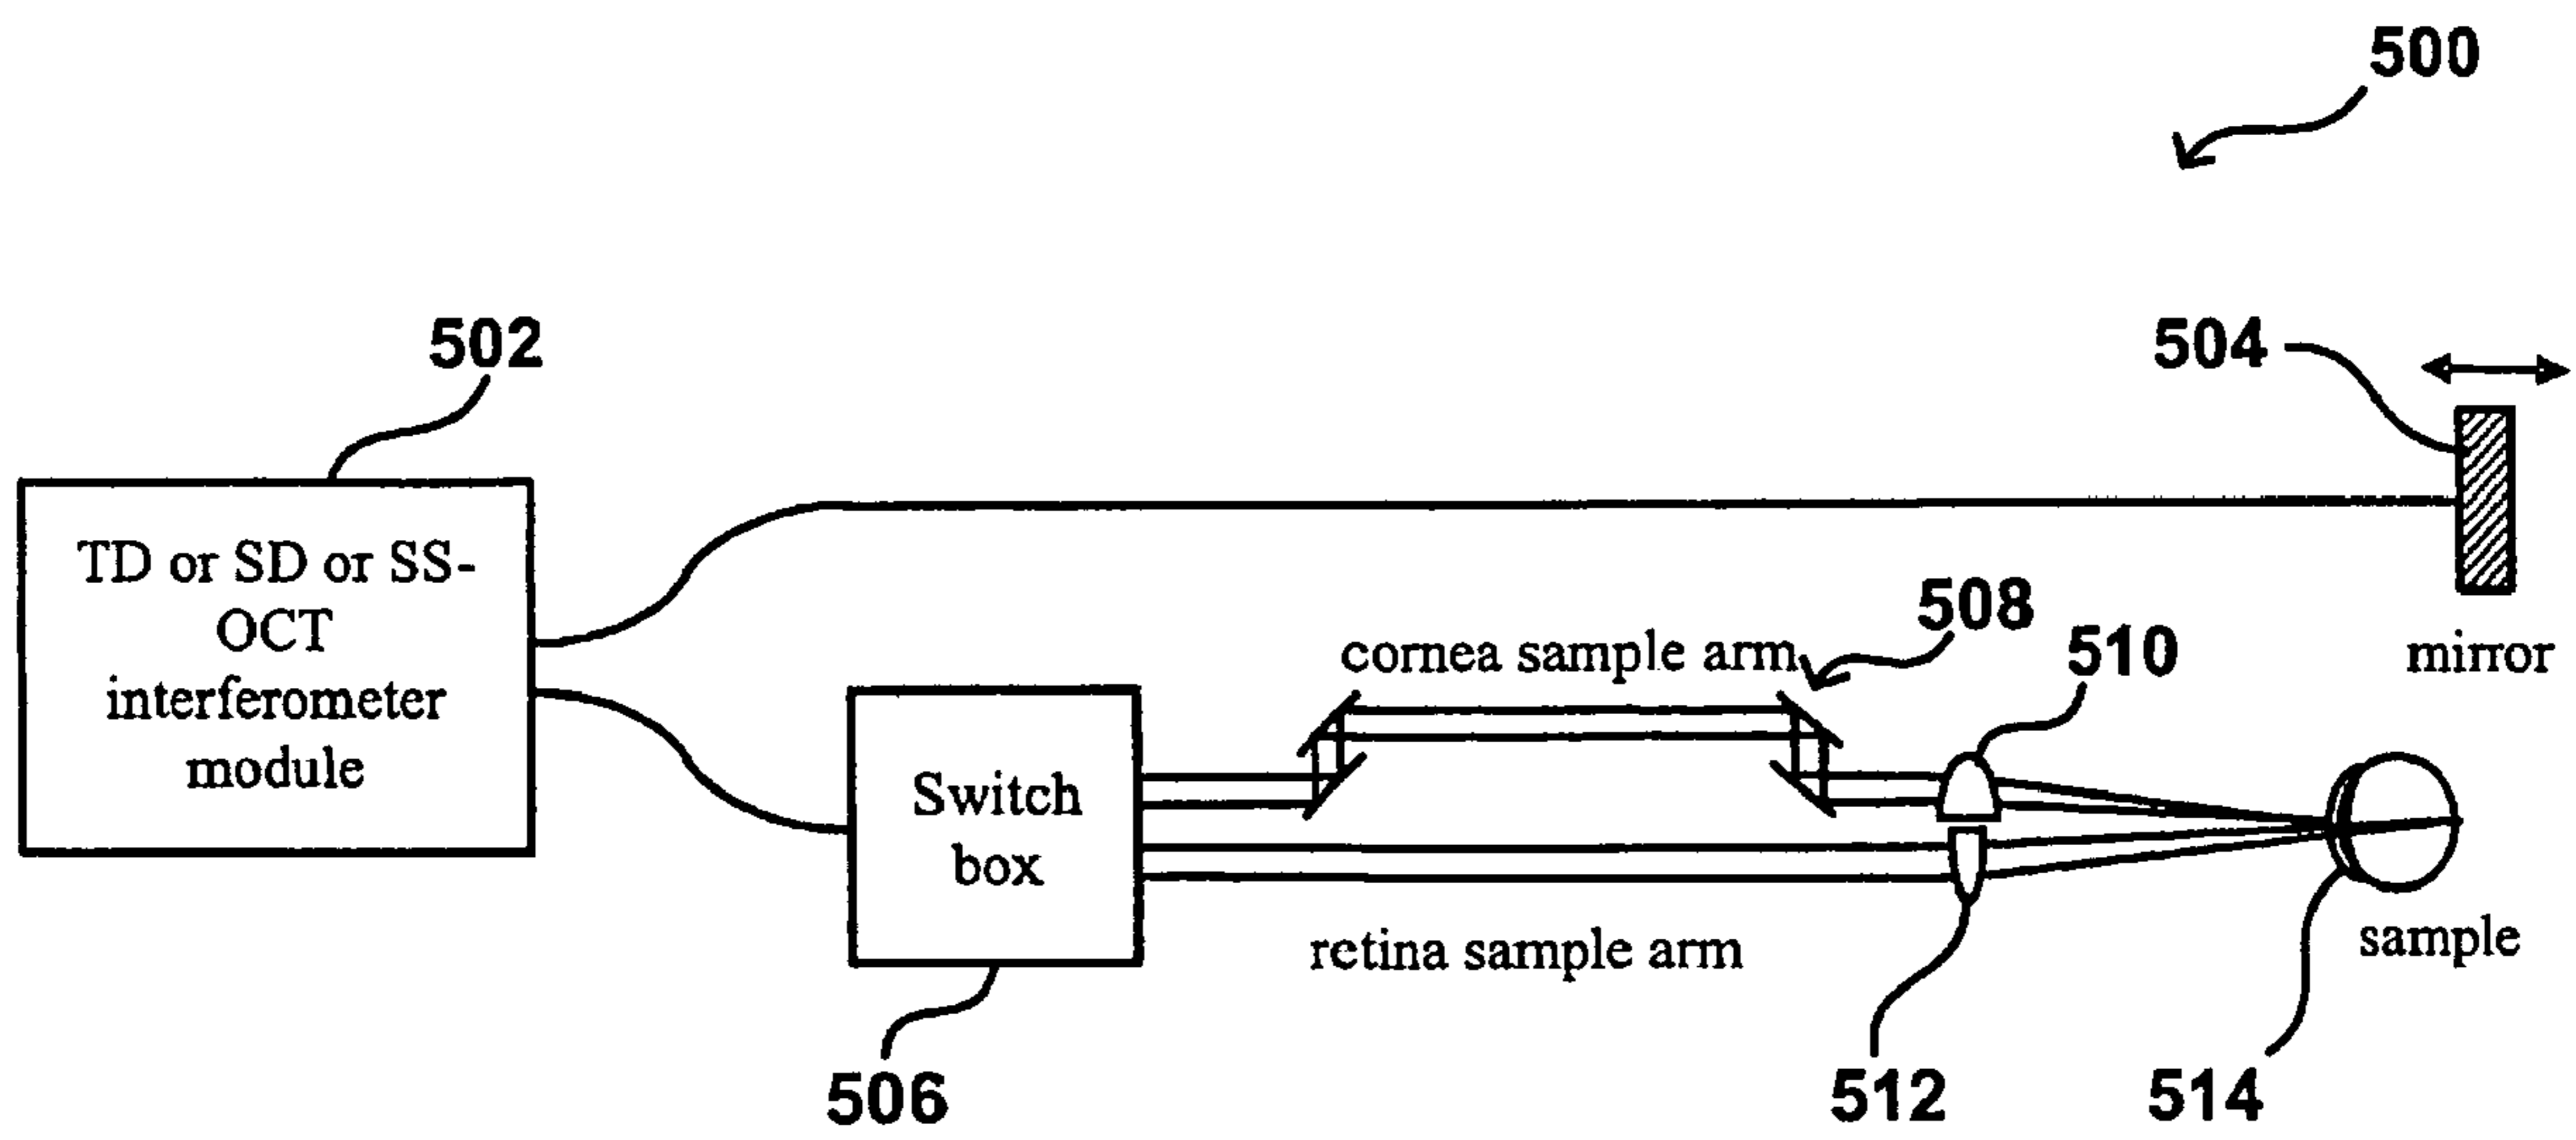 500
502
504
TD or SD or SS-
OCT
interferometer
module
508
cornea sample arm
510
mirror
Switch
box
retina sample arm
sample
506
512
514